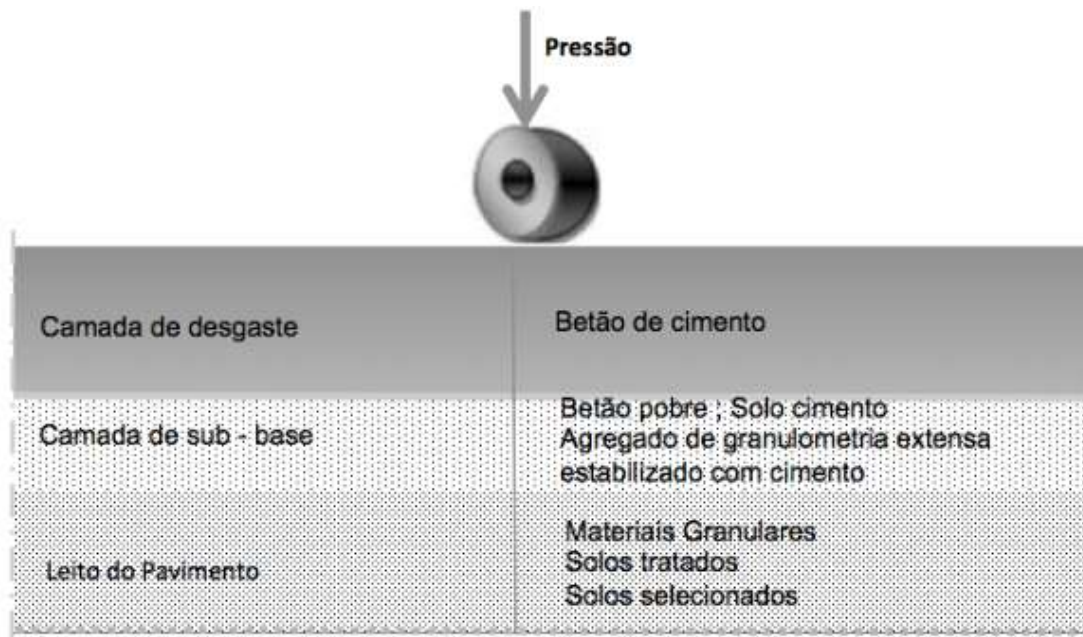 Pressão
Camada de desgaste
Betão de cimento
Camada de sub - base
Betão pobre ; Solo cimento
Agregado de granulometria extensa
estabilizado com cimento
Leito do Pavimento
Materiais Granulares
Solos tratados
Solos selecionados